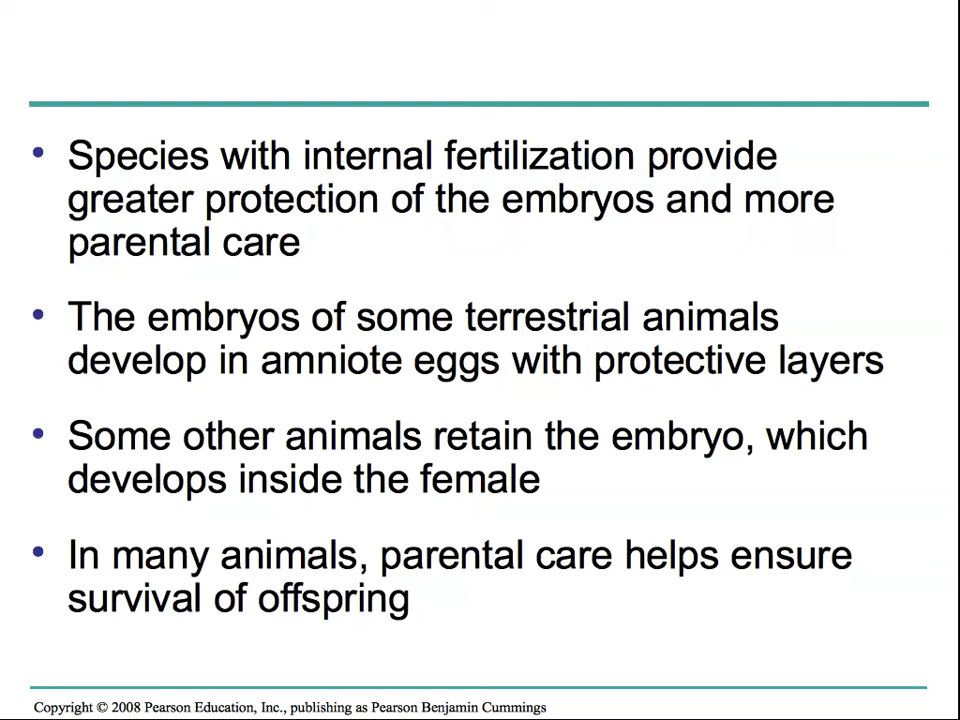 • Species with internal fertilization provide
greater protection of the embryos and more
parental care
• The embryos of some terrestrial animals
develop in amniote eggs with protective layers
• Some other animals retain the embryo, which
develops inside the female
• In many animals, parental care helps ensure
survival of offspring
Copyright © 2008 Pearson Education, Inc., publishing as Pearson Benjamin Cummings